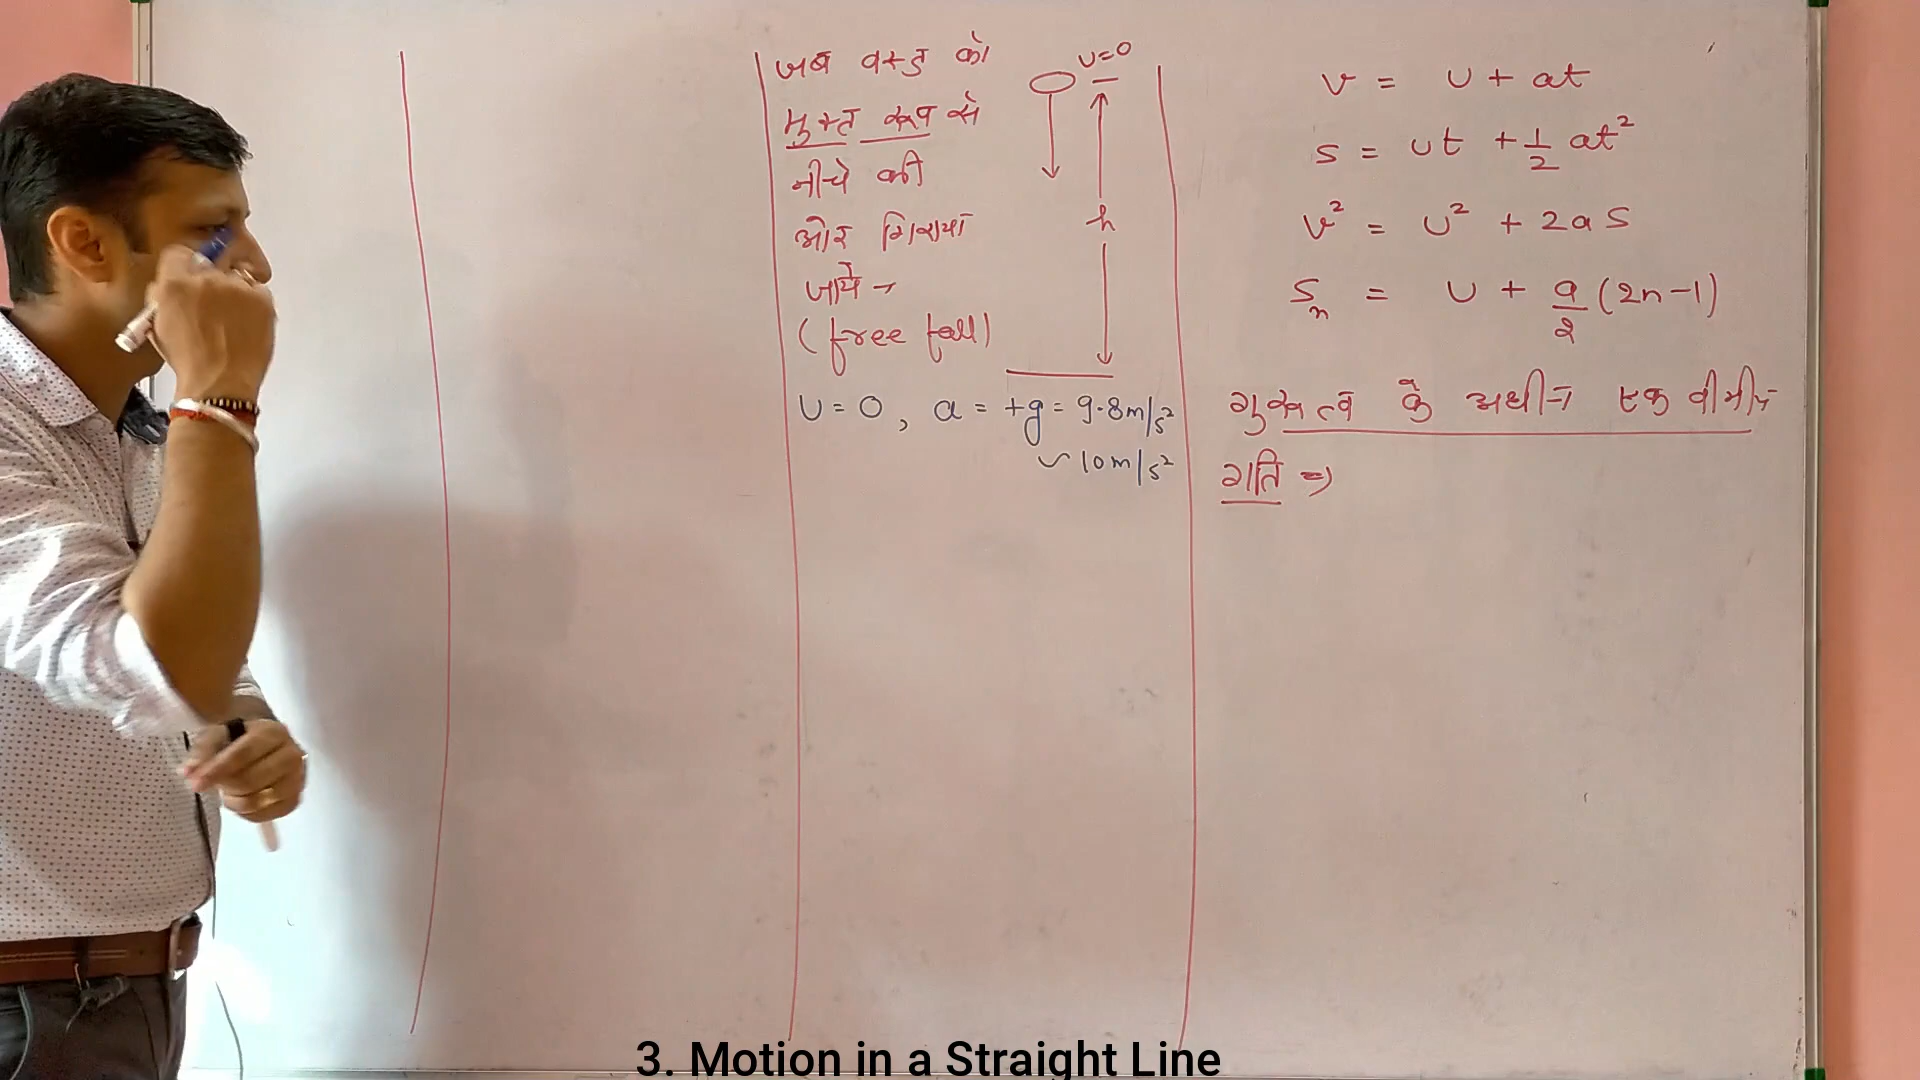 जब वस्तु को
मुक्त रूप से
नीचे की
ओर गिराया
जाये →
(free fall)
u=0
h
u = 0, a = +g = 9.8m/s²
~ 10m/s²
v = u + at
s = ut + 1/2 at²
v² = u² + 2as
Sₙ = u + a/2 (2n-1)
गुरुत्व के अधीन एक वीमीय
गति ⇒
3. Motion in a Straight Line